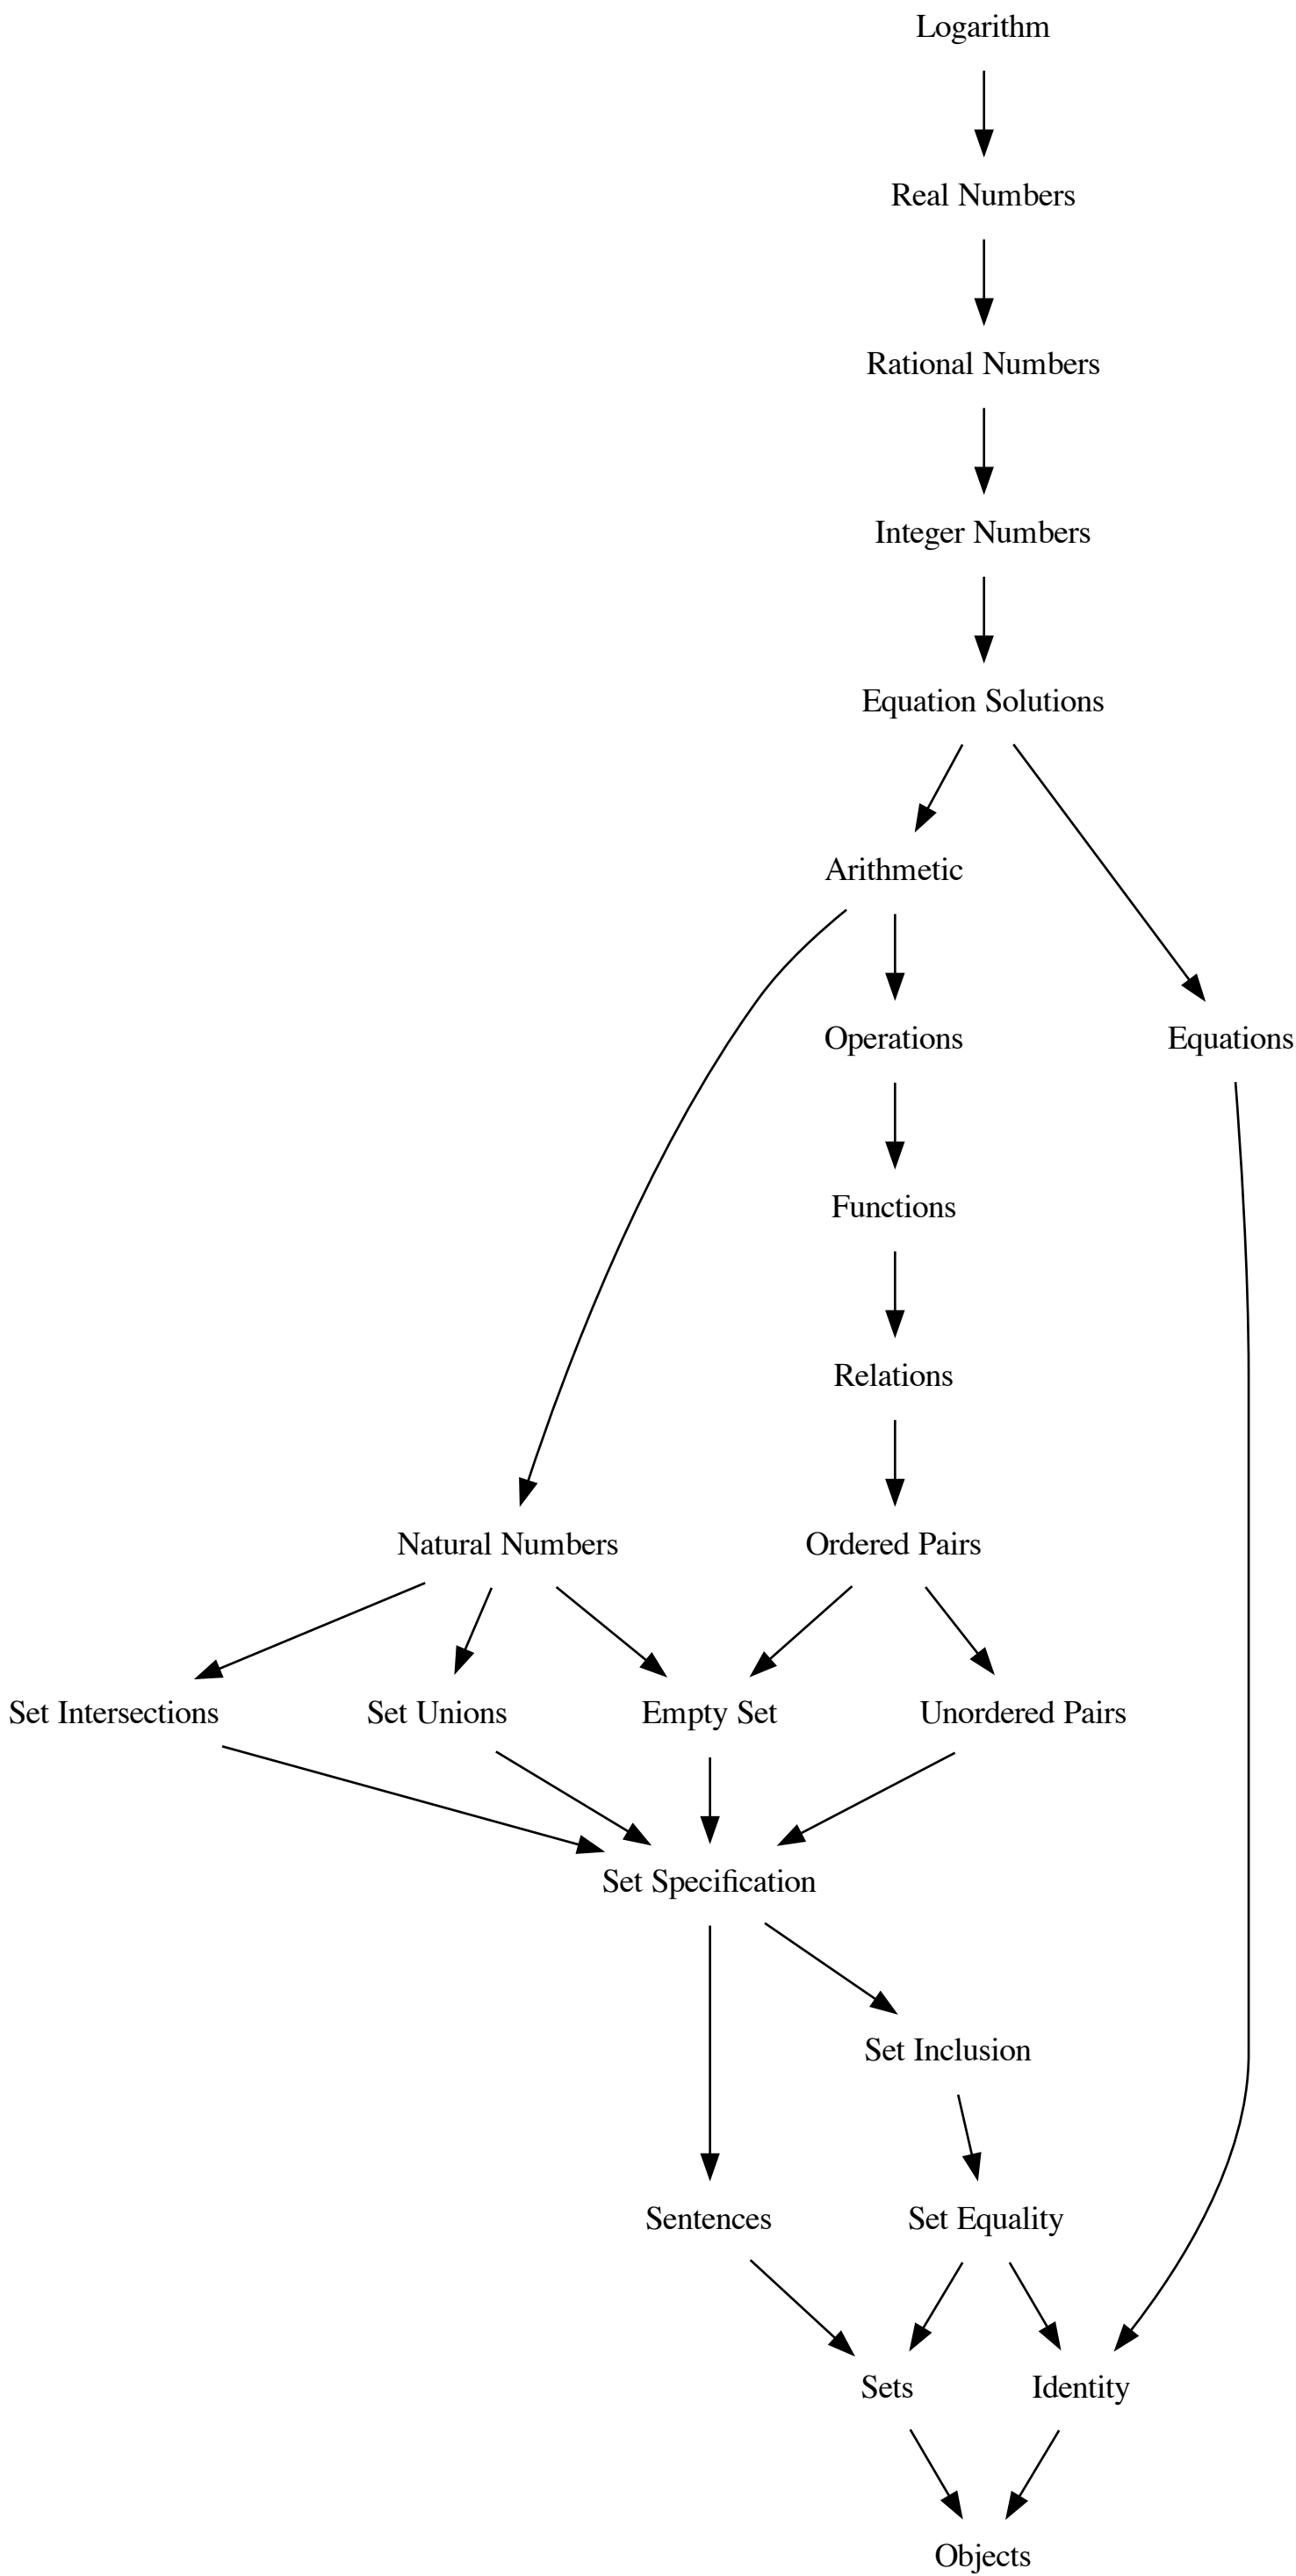 Logarithm
Real Numbers
Rational Numbers
Integer Numbers
Equation Solutions
Arithmetic
Operations
Equations
Functions
Relations
Natural Numbers
Ordered Pairs
Set Intersections
Set Unions
Empty Set
Unordered Pairs
Set Specification
Set Inclusion
Sentences
Set Equality
Sets
Identity
Objects